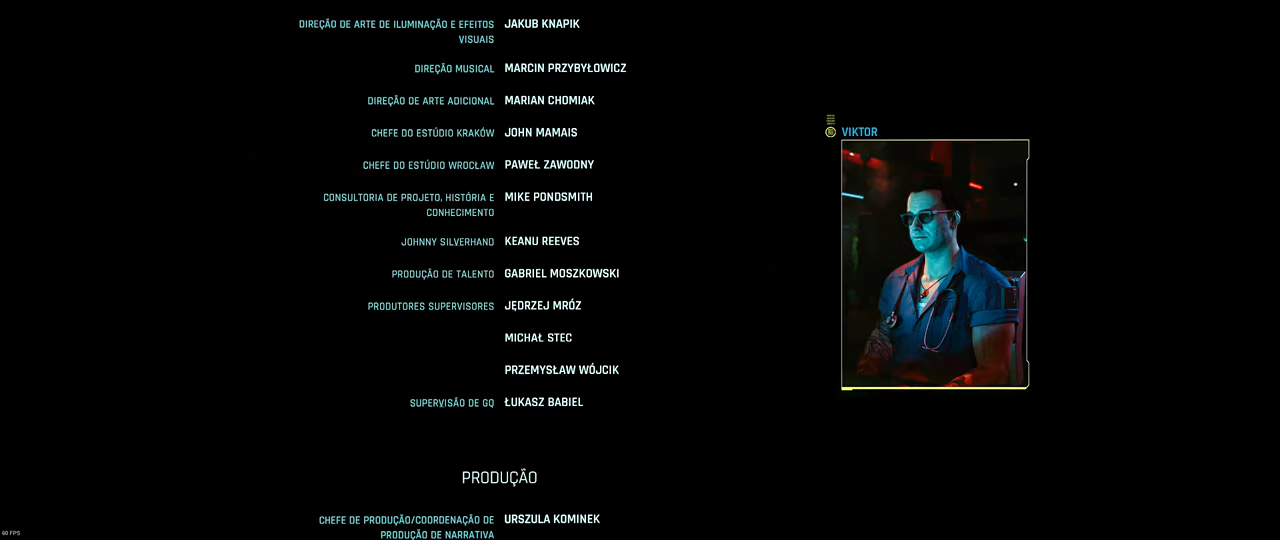 DIREÇÃO DE ARTE DE ILUMINAÇÃO E EFEITOS JAKUB KNAPIK
VISUAIS
DIREÇÃO MUSICAL MARCIN PRZYBYŁOWICZ
DIREÇÃO DE ARTE ADICIONAL MARIAN CHOMIAK
CHEFE DO ESTÚDIO KRAKÓW JOHN MAMAIS
CHEFE DO ESTÚDIO WROCŁAW PAWEŁ ZAWODNY
CONSULTORIA DE PROJETO, HISTÓRIA E MIKE PONDSMITH
CONHECIMENTO
JOHNNY SILVERHAND KEANU REEVES
PRODUÇÃO DE TALENTO GABRIEL MOSZKOWSKI
PRODUTORES SUPERVISORES JĘDRZEJ MRÓZ
MICHAŁ STEC
PRZEMYSŁAW WÓJCIK
SUPERVISÃO DE GQ ŁUKASZ BABIEL
PRODUÇÃO
CHEFE DE PRODUÇÃO/COORDENAÇÃO DE URSZULA KOMINEK
PRODUÇÃO DE NARRATIVA
VIKTOR
60 FPS